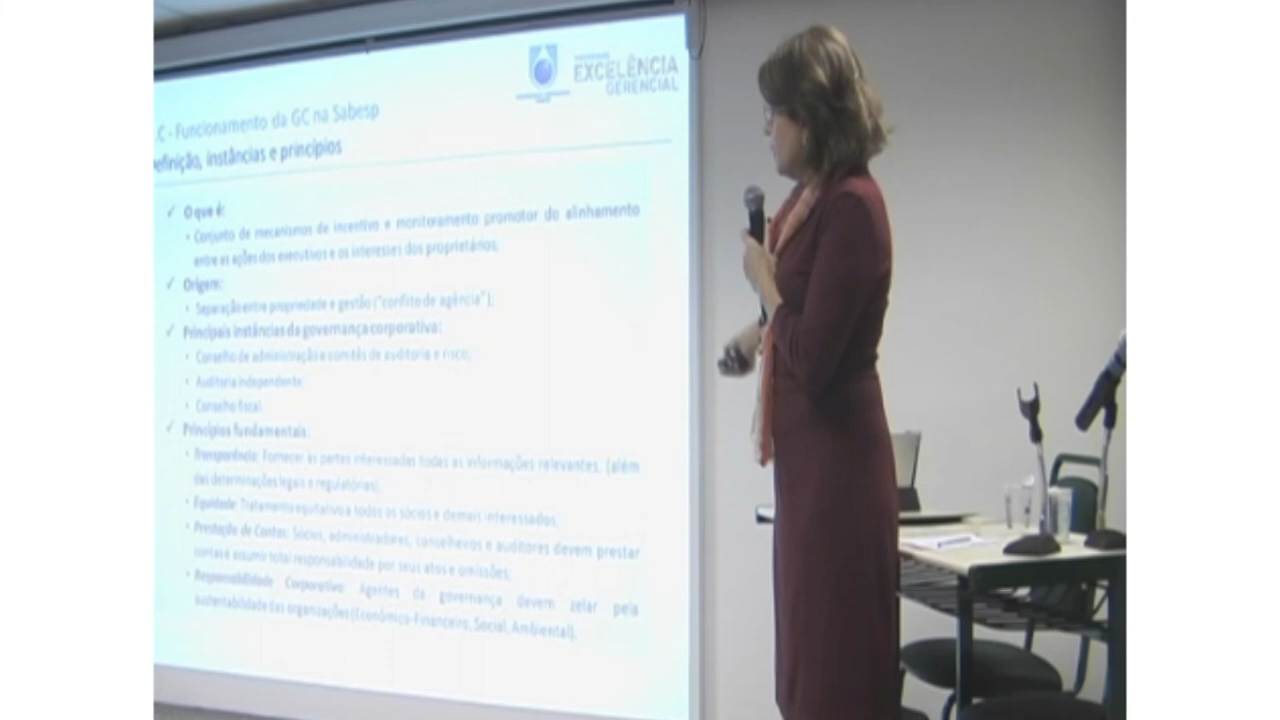 EXCELÊNCIA
GERENCIAL
.C - Funcionamento da GC na Sabesp
efinição, instâncias e princípios
✓ O que é:
• Conjunto de mecanismos de incentivo e monitoramento promotor do alinhamento
entre as ações dos executivos e os interesses dos proprietários;
✓ Origem:
• Separação entre propriedade e gestão ("conflito de agência");
✓ Principais instâncias da governança corporativa:
• Conselho de administração e comitês de auditoria e risco;
• Auditoria independente;
• Conselho fiscal.
✓ Princípios fundamentais:
• Transparência: Fornecer às partes interessadas todas as informações relevantes, (além
das determinações legais e regulatórias);
• Equidade: Tratamento equitativo a todos os sócios e demais interessados;
• Prestação de Contas: Sócios, administradores, conselheiros e auditores devem prestar
contas e assumir total responsabilidade por seus atos e omissões;
• Responsabilidade Corporativa: Agentes da governança devem zelar pela
sustentabilidade das organizações (Econômico-Financeiro, Social, Ambiental).